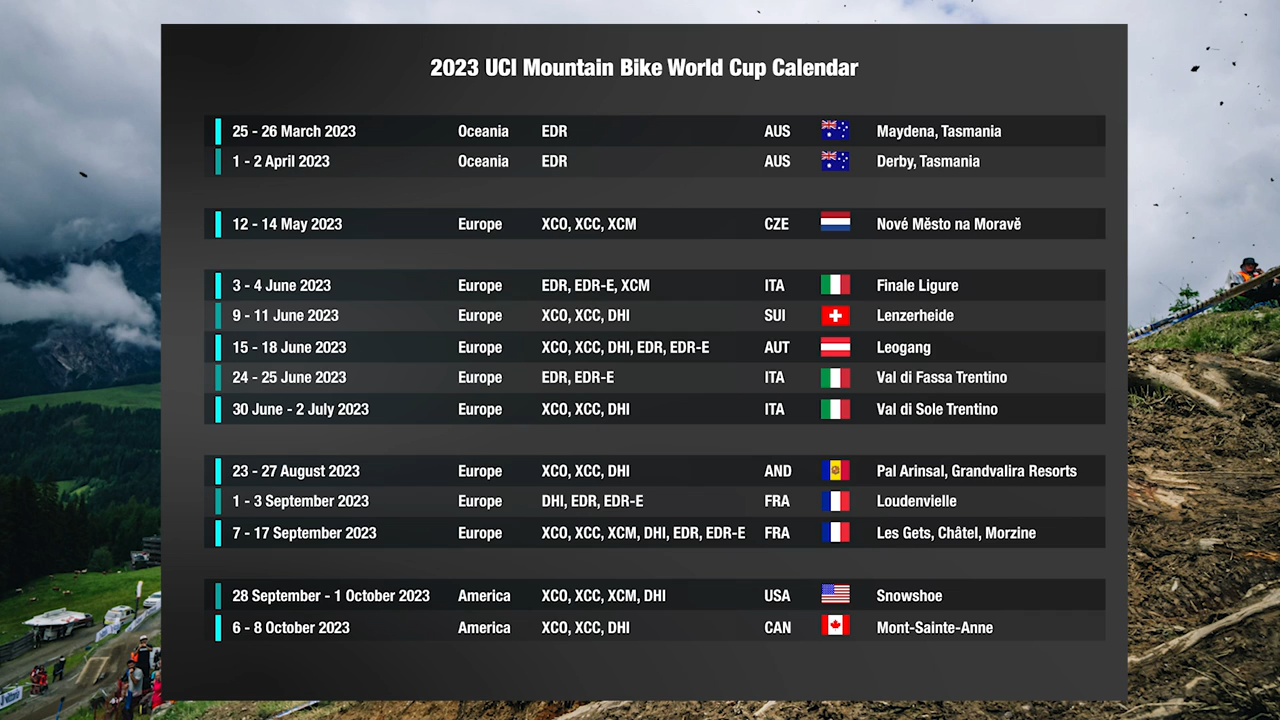 2023 UCI Mountain Bike World Cup Calendar
25 - 26 March 2023 Oceania EDR AUS Maydena, Tasmania
1 - 2 April 2023 Oceania EDR AUS Derby, Tasmania
12 - 14 May 2023 Europe XCO, XCC, XCM CZE Nové Město na Moravě
3 - 4 June 2023 Europe EDR, EDR-E, XCM ITA Finale Ligure
9 - 11 June 2023 Europe XCO, XCC, DHI SUI Lenzerheide
15 - 18 June 2023 Europe XCO, XCC, DHI, EDR, EDR-E AUT Leogang
24 - 25 June 2023 Europe EDR, EDR-E ITA Val di Fassa Trentino
30 June - 2 July 2023 Europe XCO, XCC, DHI ITA Val di Sole Trentino
23 - 27 August 2023 Europe XCO, XCC, DHI AND Pal Arinsal, Grandvalira Resorts
1 - 3 September 2023 Europe DHI, EDR, EDR-E FRA Loudenvielle
7 - 17 September 2023 Europe XCO, XCC, XCM, DHI, EDR, EDR-E FRA Les Gets, Châtel, Morzine
28 September - 1 October 2023 America XCO, XCC, XCM, DHI USA Snowshoe
6 - 8 October 2023 America XCO, XCC, DHI CAN Mont-Sainte-Anne